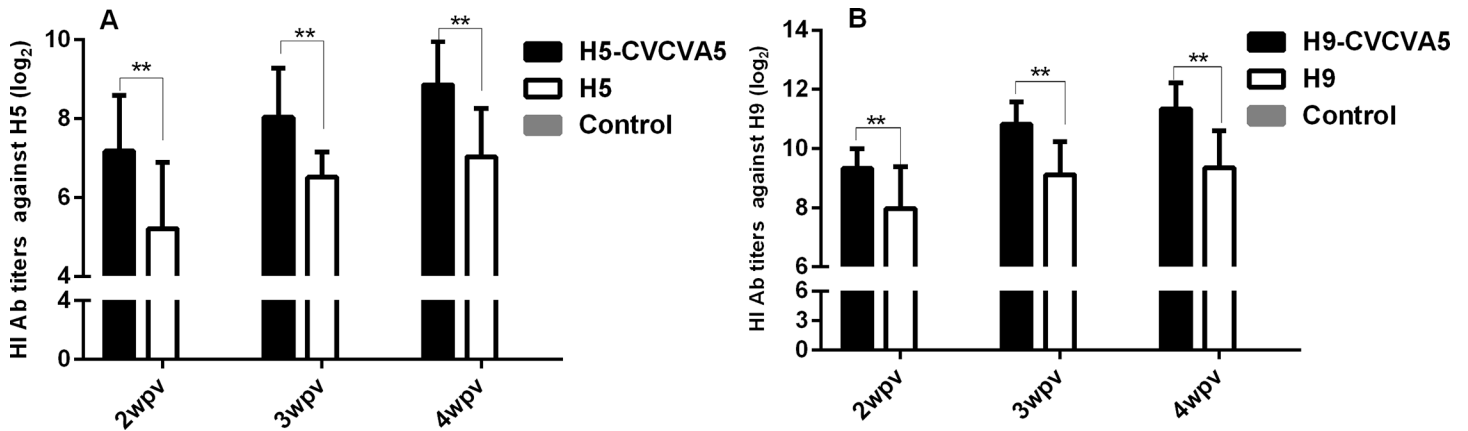 A
HI Ab titers against H5 (log2)
10
8
6
4
4
0
**
**
**
2wpv
3wpv
4wpv
H5-CVCVA5
H5
Control
B
HI Ab titers against H9 (log2)
14
12
10
8
6
6
3
0
**
**
**
2wpv
3wpv
4wpv
H9-CVCVA5
H9
Control